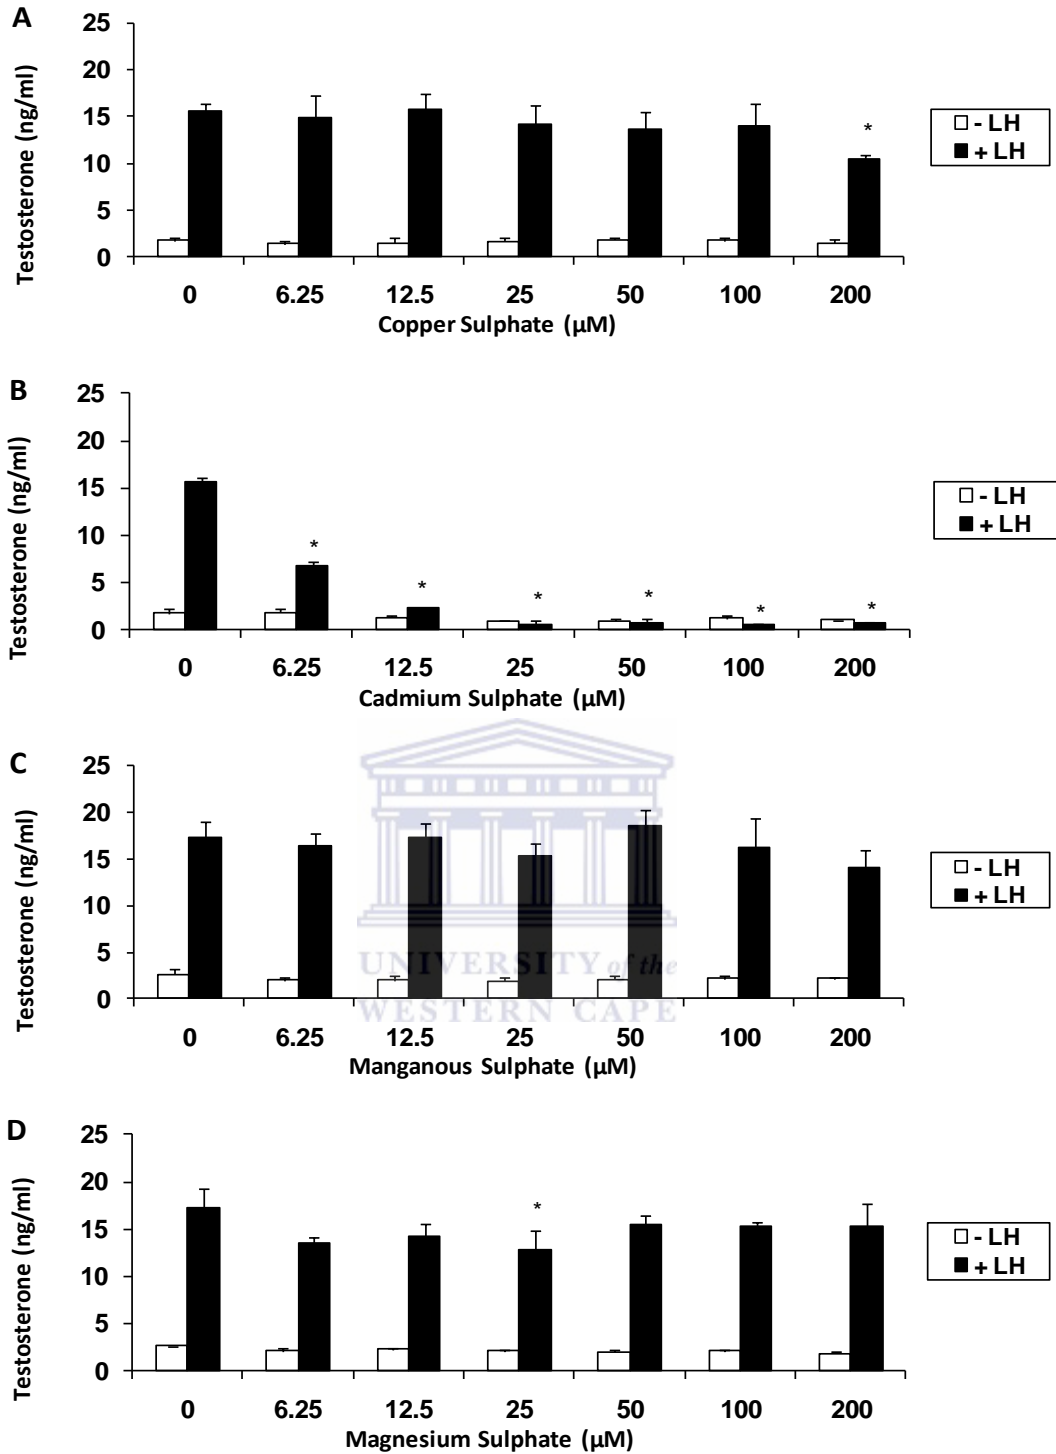 A
Testosterone (ng/ml)
25
20
15
10
5
0
*
- LH
+ LH
0 6.25 12.5 25 50 100 200
Copper Sulphate (µM)
B
Testosterone (ng/ml)
25
20
15
10
5
0
* * * * * *
- LH
+ LH
0 6.25 12.5 25 50 100 200
Cadmium Sulphate (µM)
C
Testosterone (ng/ml)
25
20
15
10
5
0
- LH
+ LH
UNIVERSITY of the
WESTERN CAPE
0 6.25 12.5 25 50 100 200
Manganous Sulphate (µM)
D
Testosterone (ng/ml)
25
20
15
10
5
0
*
- LH
+ LH
0 6.25 12.5 25 50 100 200
Magnesium Sulphate (µM)